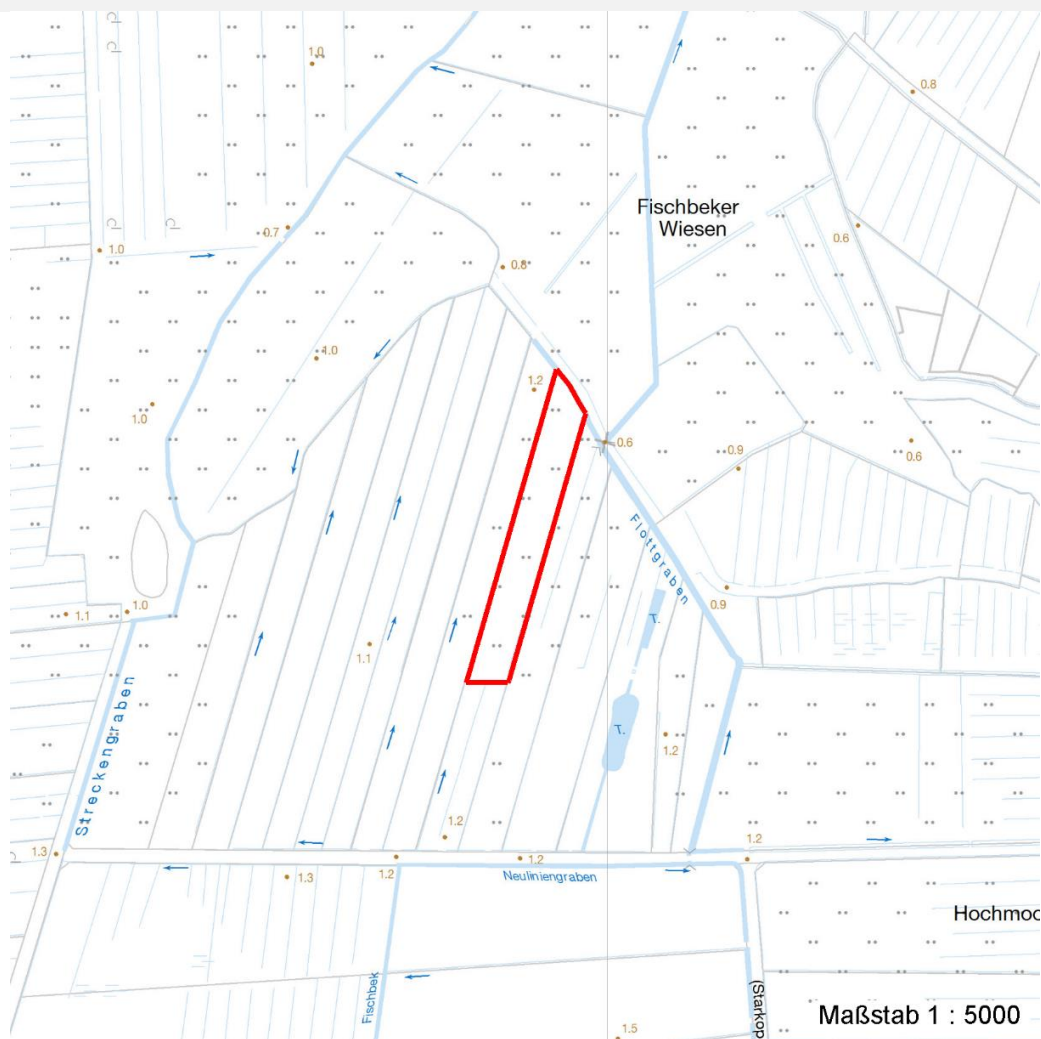 1.0
0.8
Fischbeker
Wiesen
0.7
0.6
1.0
0.8
1.0
1.2
1.0
0.6
0.9
0.6
Flottgraben
1.1
1.0
0.9
T.
1.1
Streckengraben
T.
1.2
1.2
1.3
1.2
1.2
1.2
Neuliniengraben
1.3
Hochmoo
Fischbek
(Starkop
Maßstab 1 : 5000
1.5